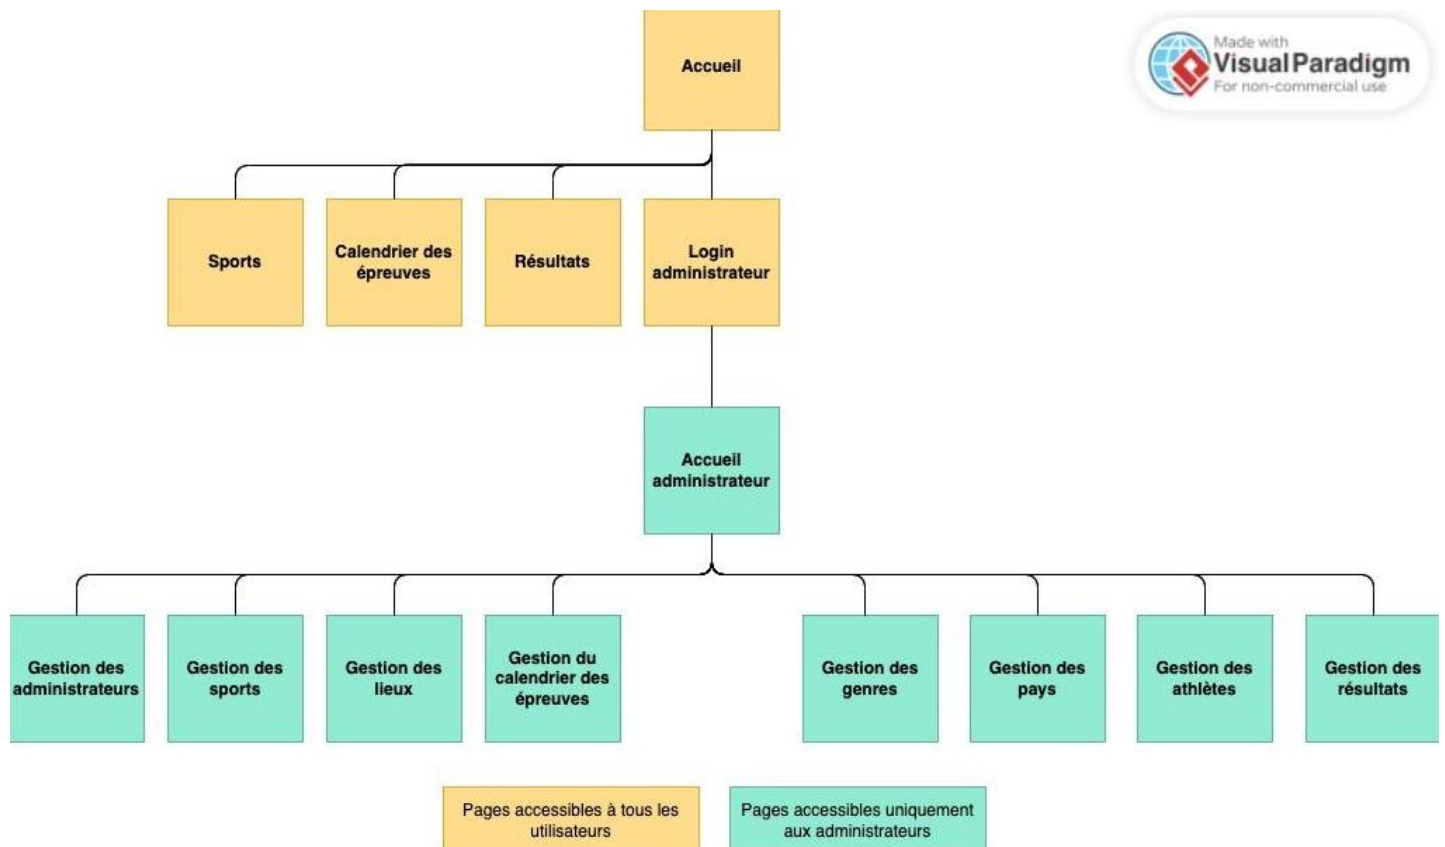 Made with
Visual Paradigm
For non-commercial use
Accueil
Sports
Calendrier des
épreuves
Résultats
Login
administrateur
Accueil
administrateur
Gestion des
administrateurs
Gestion des
sports
Gestion des
lieux
Gestion du
calendrier des
épreuves
Gestion des
genres
Gestion des
pays
Gestion des
athlètes
Gestion des
résultats
Pages accessibles à tous les
utilisateurs
Pages accessibles uniquement
aux administrateurs